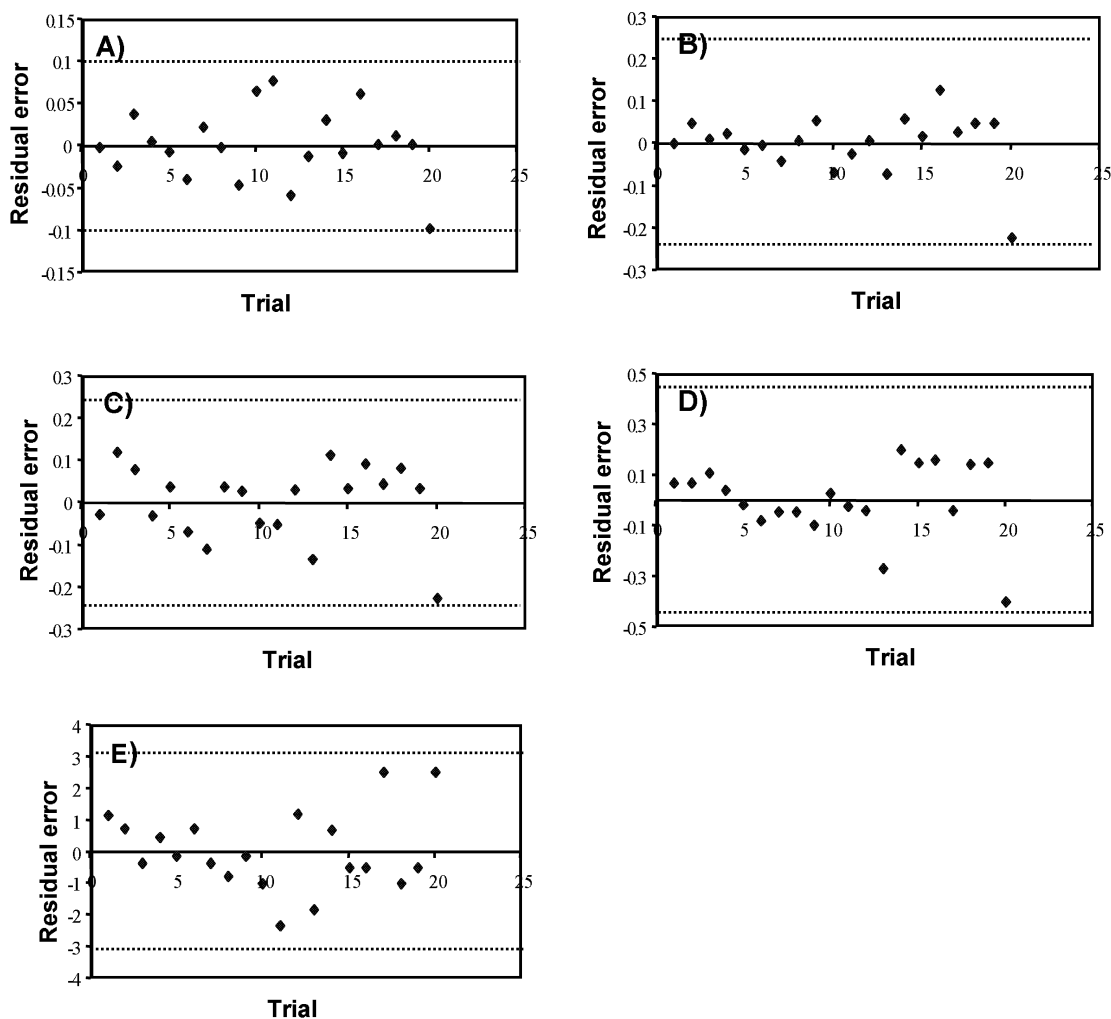 0.15
A)
0.1
0.05
0
-0.05
-0.1
-0.15
0 5 10 15 20 25
Residual error
Trial
0.3
B)
0.2
0.1
0
-0.1
-0.2
-0.3
0 5 10 15 20 25
Residual error
Trial
0.3
C)
0.2
0.1
0
-0.1
-0.2
-0.3
0 5 10 15 20 25
Residual error
Trial
0.5
D)
0.3
0.1
-0.1
-0.3
-0.5
0 5 10 15 20 25
Residual error
Trial
4
E)
3
2
1
0
-1
-2
-3
-4
0 5 10 15 20 25
Residual error
Trial